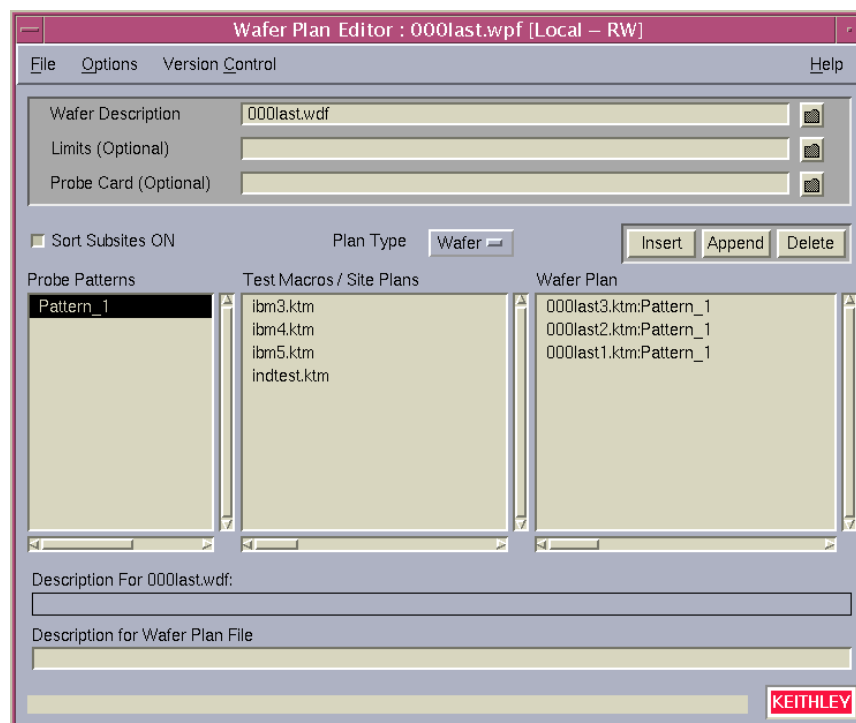 Wafer Plan Editor : 000last.wpf [Local – RW]
File Options Version Control Help
Wafer Description 000last.wdf
Limits (Optional)
Probe Card (Optional)
Sort Subsites ON Plan Type Wafer Insert Append Delete
Probe Patterns Test Macros / Site Plans Wafer Plan
Pattern_1 ibm3.ktm 000last3.ktm:Pattern_1
ibm4.ktm 000last2.ktm:Pattern_1
ibm5.ktm 000last1.ktm:Pattern_1
indtest.ktm
Description For 000last.wdf:
Description for Wafer Plan File
KEITHLEY